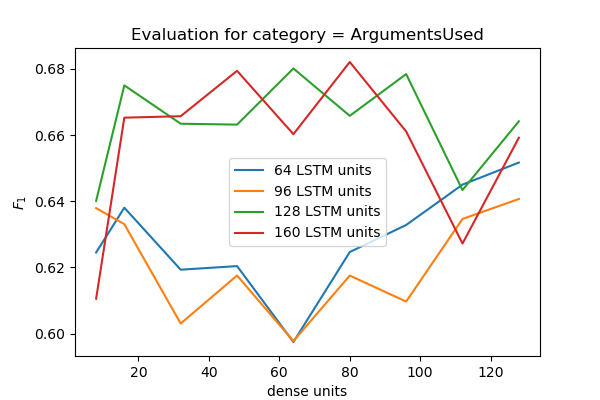 Evaluation for category = ArgumentsUsed
F1
0.68
0.66
0.64
0.62
0.60
64 LSTM units
96 LSTM units
128 LSTM units
160 LSTM units
20 40 60 80 100 120
dense units